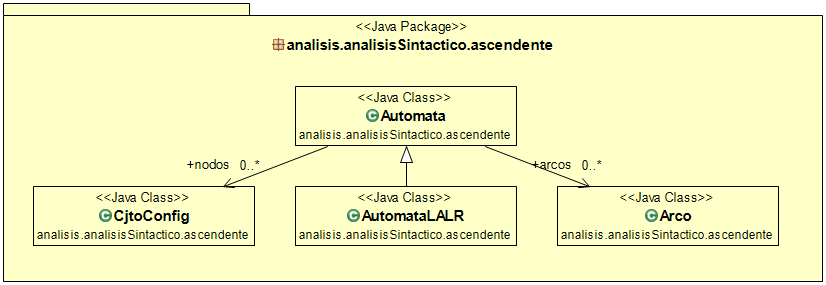 <<Java Package>>
analisis.analisisSintactico.ascendente
<<Java Class>>
Automata
analisis.analisisSintactico.ascendente
+nodos 0..*
+arcos 0..*
<<Java Class>>
CjtoConfig
analisis.analisisSintactico.ascendente
<<Java Class>>
AutomataLALR
analisis.analisisSintactico.ascendente
<<Java Class>>
Arco
analisis.analisisSintactico.ascendente